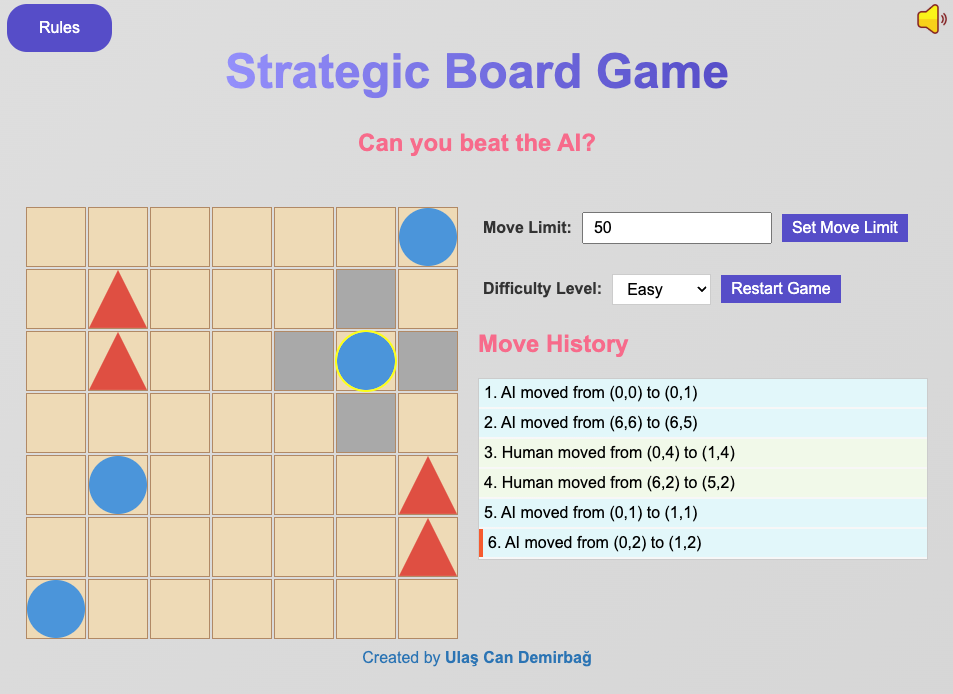 Rules
Strategic Board Game
Can you beat the AI?
Move Limit: 50 Set Move Limit
Difficulty Level: Easy Restart Game
Move History
1. AI moved from (0,0) to (0,1)
2. AI moved from (6,6) to (6,5)
3. Human moved from (0,4) to (1,4)
4. Human moved from (6,2) to (5,2)
5. AI moved from (0,1) to (1,1)
6. AI moved from (0,2) to (1,2)
Created by Ulaş Can Demirbağ